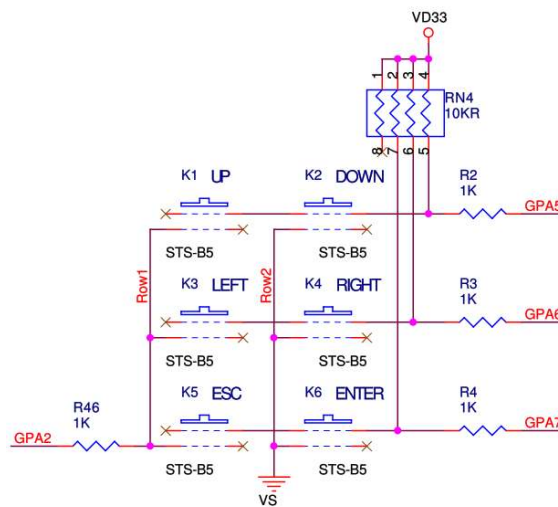 VD33
1
2
3
4
RN4
10KR
8
7
6
5
K1 UP
K2 DOWN
R2
1K
GPA5
STS-B5
STS-B5
Row1
Row2
K3 LEFT
K4 RIGHT
R3
1K
GPA6
STS-B5
STS-B5
R46
1K
GPA2
K5 ESC
K6 ENTER
R4
1K
GPA7
STS-B5
STS-B5
VS